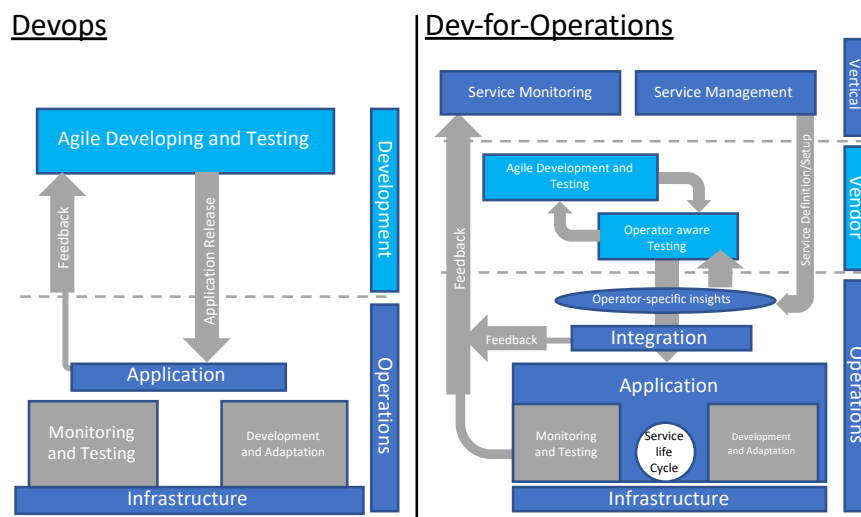 Devops
Agile Developing and Testing
Feedback
Application Release
Development
Application
Monitoring
and Testing
Development
and Adaptation
Infrastructure
Operations
Dev-for-Operations
Service Monitoring
Service Management
Vertical
Agile Development and
Testing
Operator aware
Testing
Service Definition/Setup
Vendor
Feedback
Operator-specific insights
Feedback
Integration
Application
Monitoring
and Testing
Service
life
Cycle
Development
and Adaptation
Infrastructure
Operations